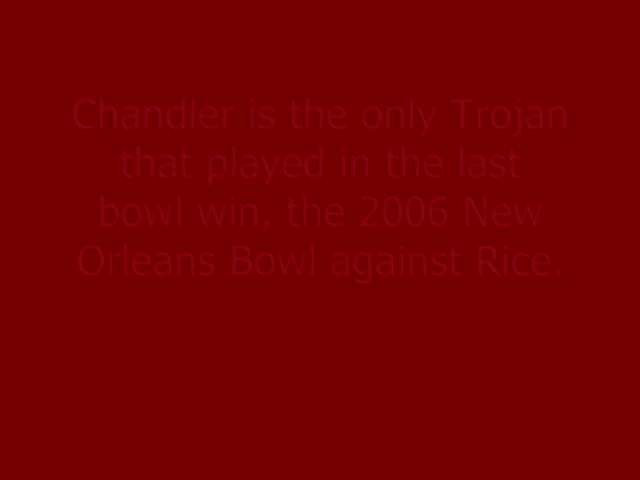 Chandler is the only Trojan
that played in the last
bowl win, the 2006 New
Orleans Bowl against Rice.